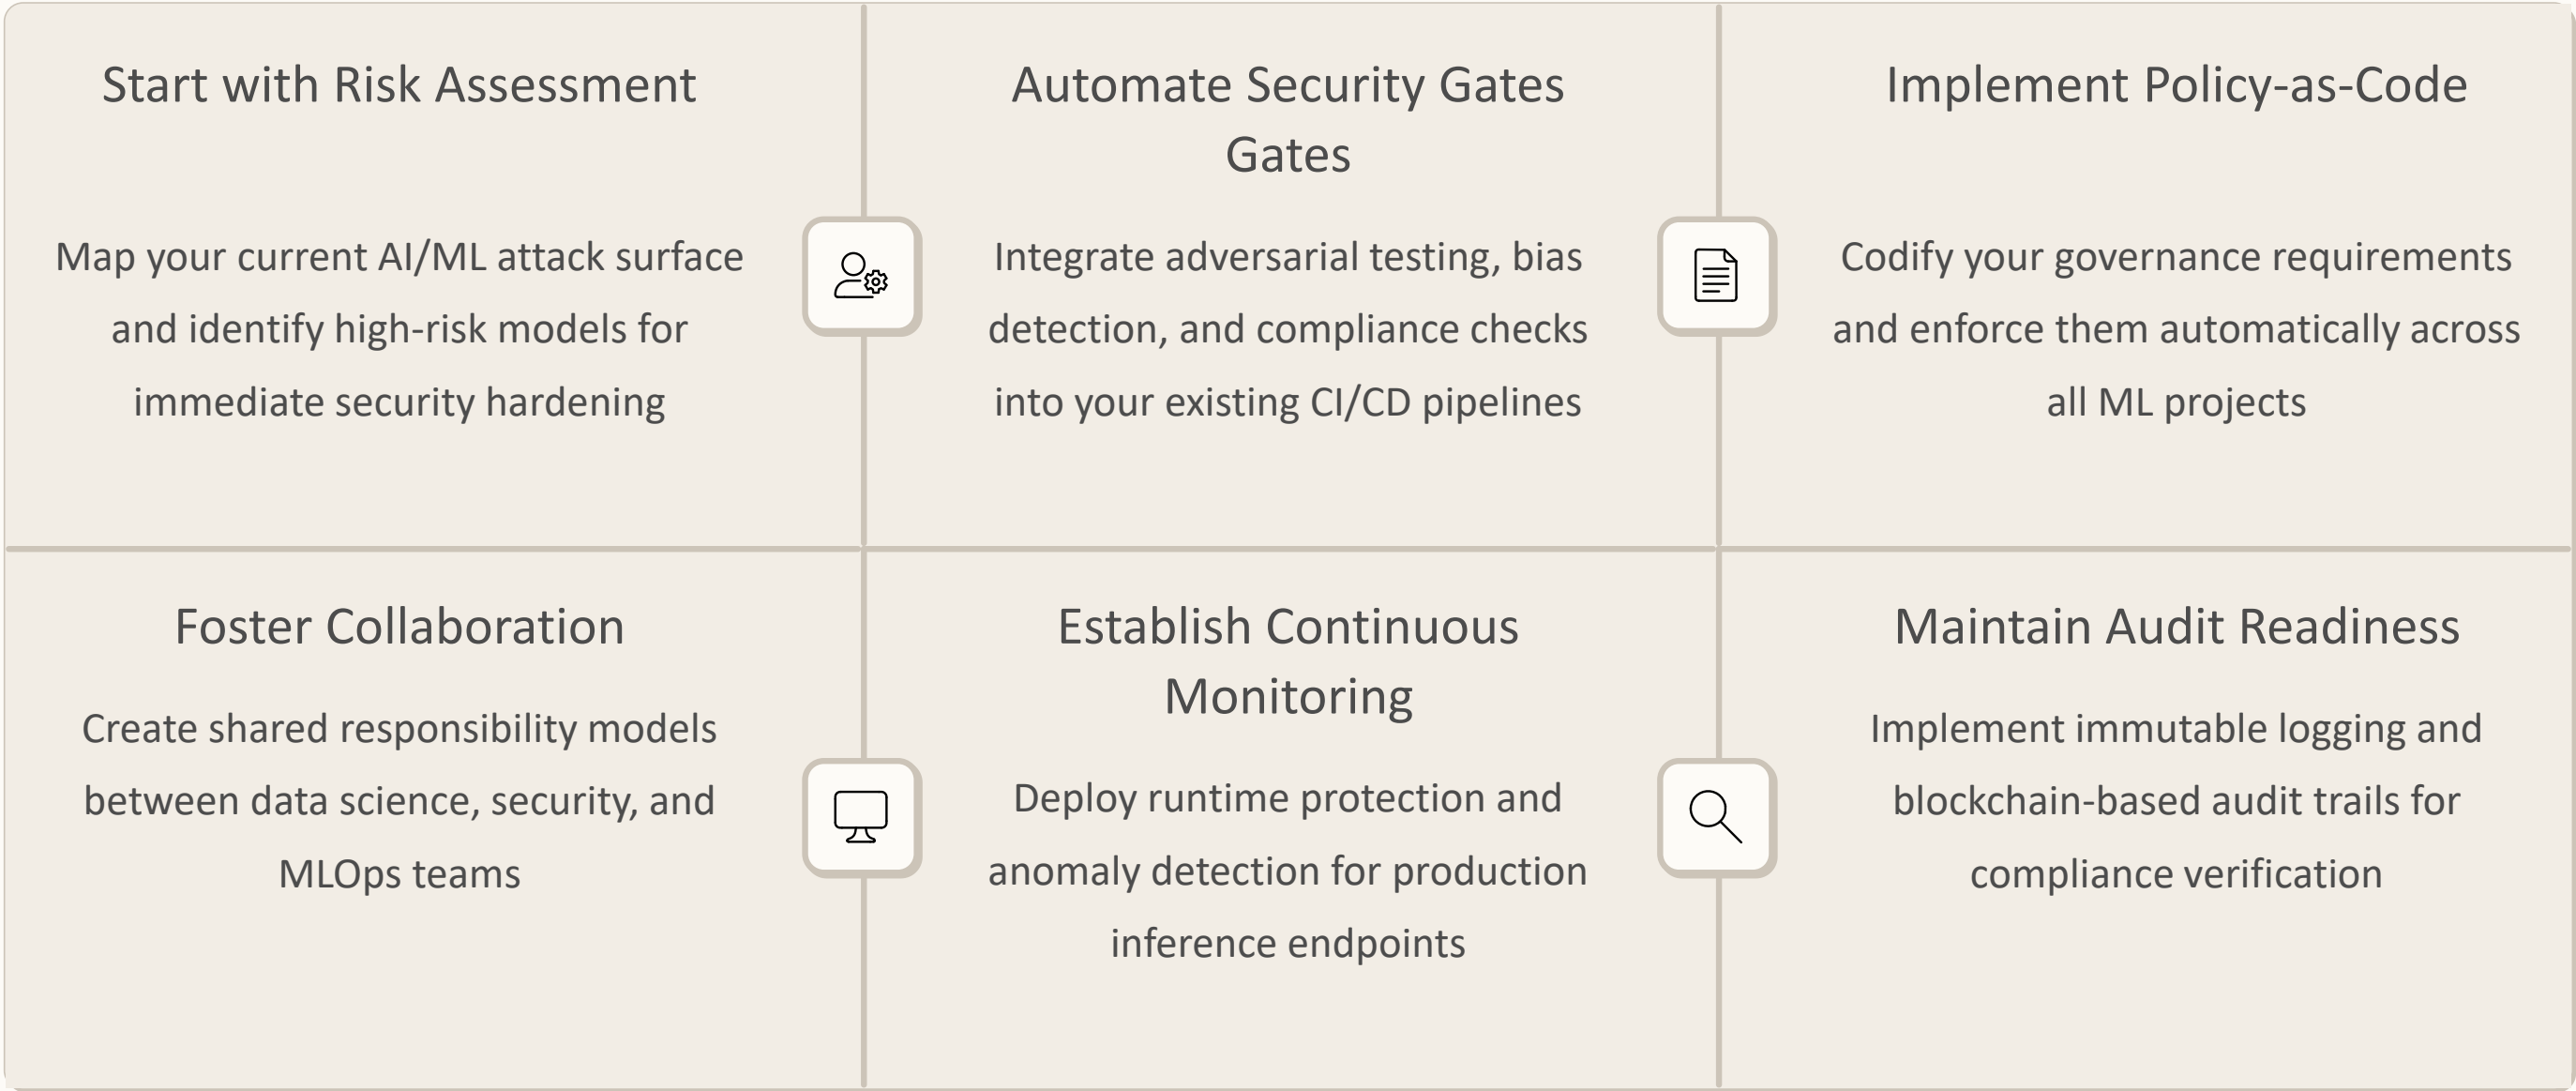 Start with Risk Assessment
Map your current AI/ML attack surface
and identify high-risk models for
immediate security hardening
Automate Security Gates
Gates
Integrate adversarial testing, bias
detection, and compliance checks
into your existing CI/CD pipelines
Implement Policy-as-Code
Codify your governance requirements
and enforce them automatically across
all ML projects
Foster Collaboration
Create shared responsibility models
between data science, security, and
MLOps teams
Establish Continuous
Monitoring
Deploy runtime protection and
anomaly detection for production
inference endpoints
Maintain Audit Readiness
Implement immutable logging and
blockchain-based audit trails for
compliance verification